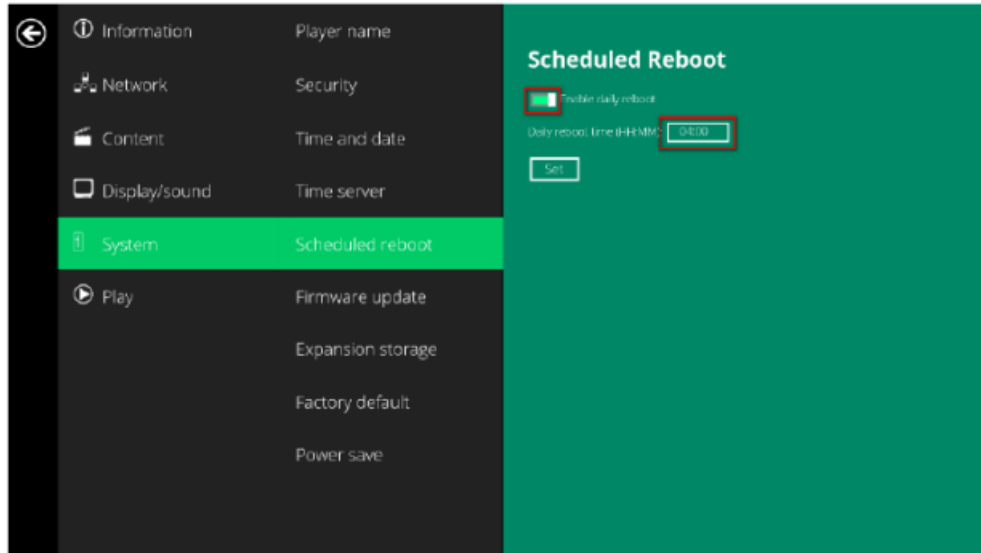 Information
Network
Content
Display/sound
System
Play
Player name
Security
Time and date
Time server
Scheduled reboot
Firmware update
Expansion storage
Factory default
Power save
Scheduled Reboot
Enable daily reboot
Daily reboot time (HH:MM): 04:00
Set